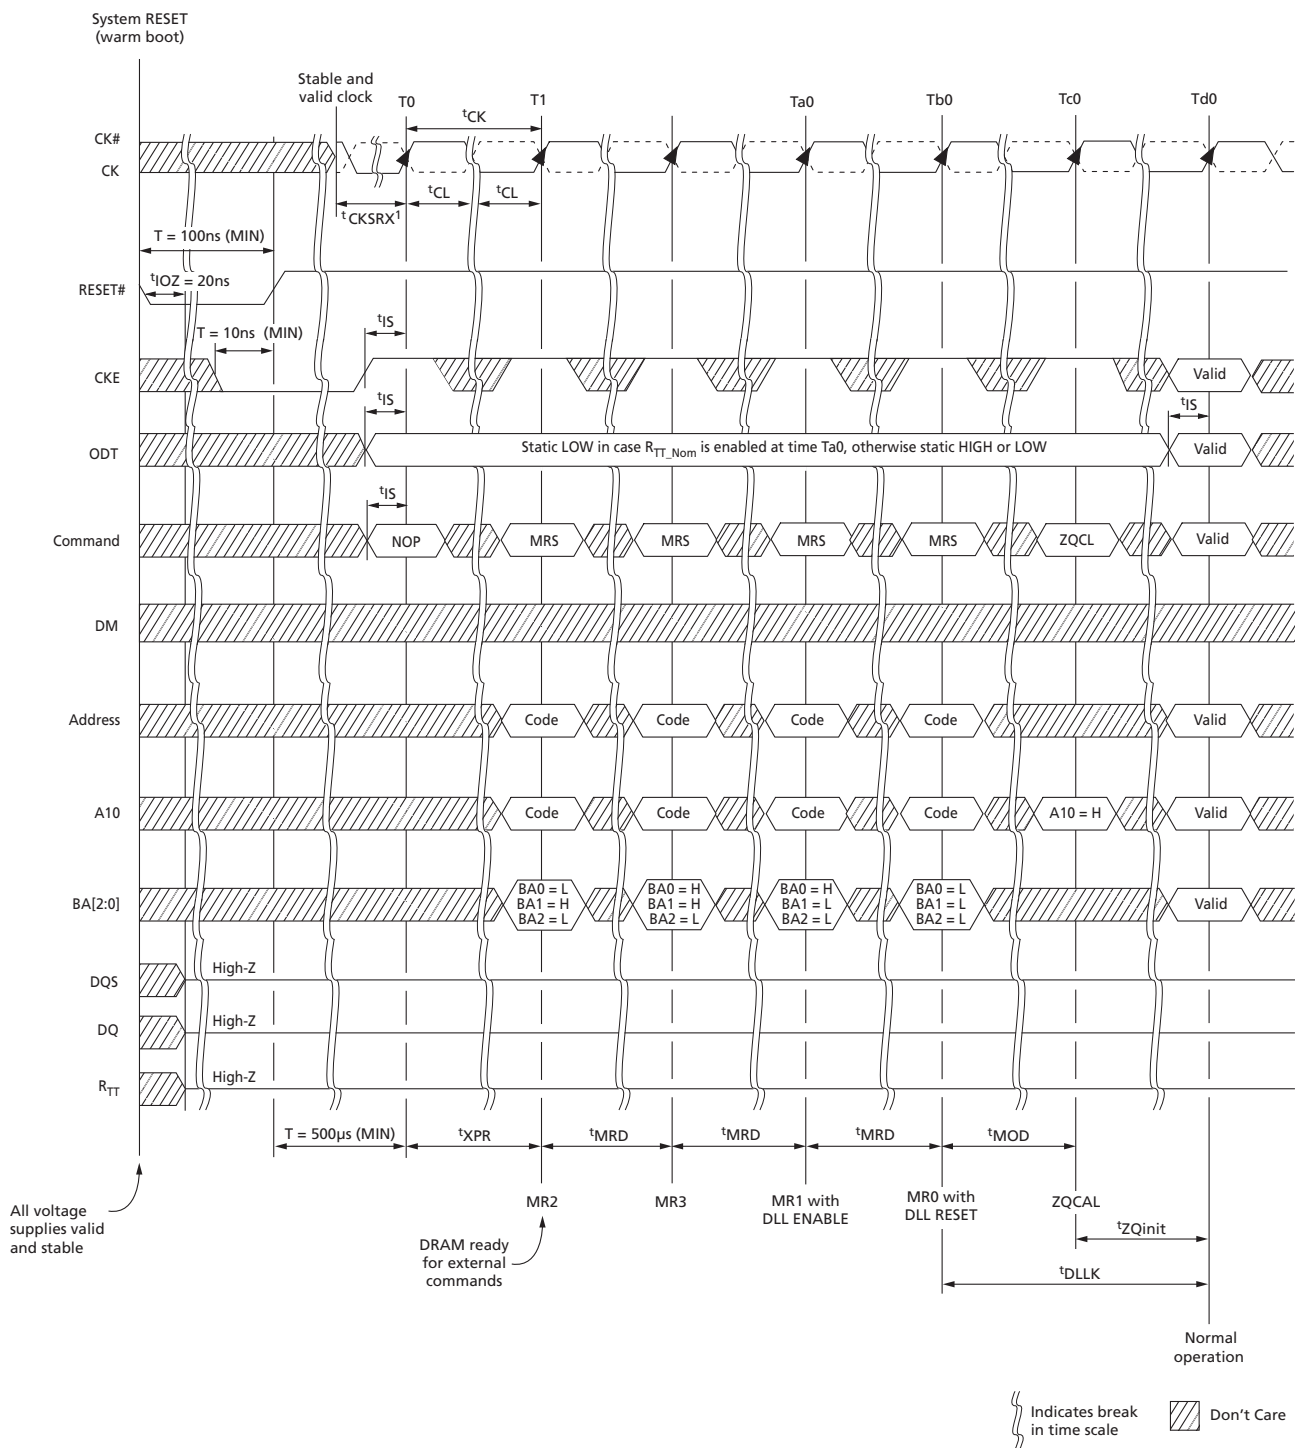 System RESET
(warm boot)
Stable and
valid clock
T0
T1
Ta0
Tb0
Tc0
Td0
tCK
CK#
CK
tCL
tCL
tCKSRX1
T = 100ns (MIN)
tIOZ = 20ns
RESET#
T = 10ns (MIN)
tIS
CKE
Valid
tIS
tIS
ODT
Static LOW in case RTT_Nom is enabled at time Ta0, otherwise static HIGH or LOW
Valid
tIS
Command
NOP
MRS
MRS
MRS
MRS
ZQCL
Valid
DM
Address
Code
Code
Code
Code
Valid
A10
Code
Code
Code
Code
A10 = H
Valid
BA[2:0]
BA0 = L
BA1 = H
BA2 = L
BA0 = H
BA1 = H
BA2 = L
BA0 = H
BA1 = L
BA2 = L
BA0 = L
BA1 = L
BA2 = L
Valid
DQS
High-Z
DQ
High-Z
RTT
High-Z
T = 500µs (MIN)
tXPR
tMRD
tMRD
tMRD
tMOD
All voltage
supplies valid
and stable
MR2
MR3
MR1 with
DLL ENABLE
MR0 with
DLL RESET
ZQCAL
DRAM ready
for external
commands
tZQinit
tDLLK
Normal
operation
Indicates break
in time scale
Don't Care